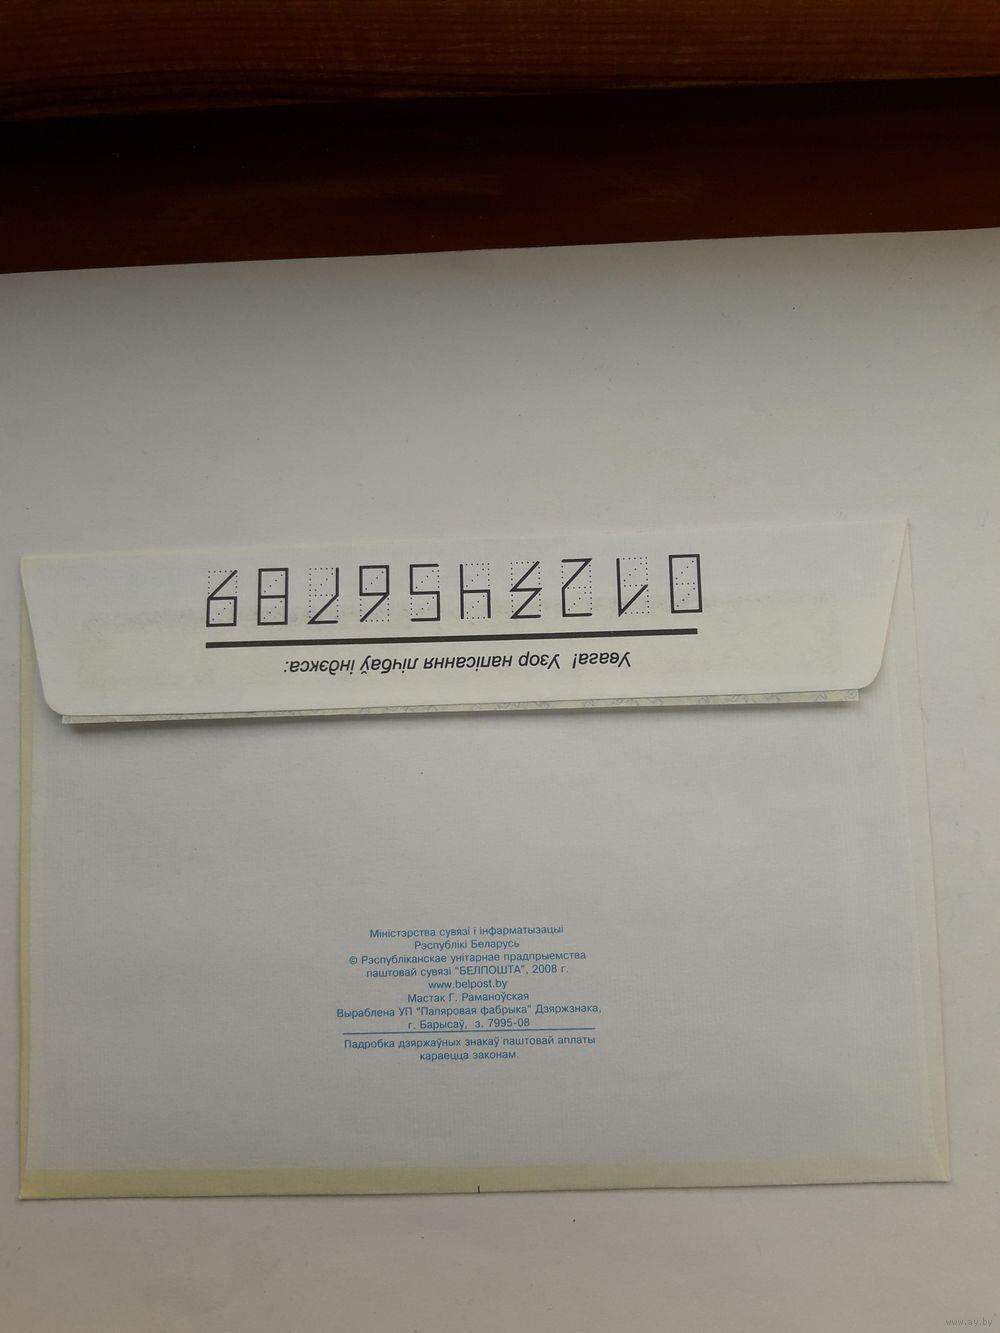 0123456789
Увага! Узор напісання лічбаў індэкса:
Міністэрства сувязі і інфарматызацыі
Рэспублікі Беларусь
© Рэспубліканскае унітарнае прадпрыемства
паштовай сувязі "БЕЛПОШТА", 2008 г.
www.belpost.by
Мастак Г. Раманоўская
Выраблена УП "Папяровая фабрыка" Дзяржзнака,
г. Барысаў, з. 7995-08
Падробка дзяржаўных знакаў паштовай аплаты
караецца законам.
www.ay.by